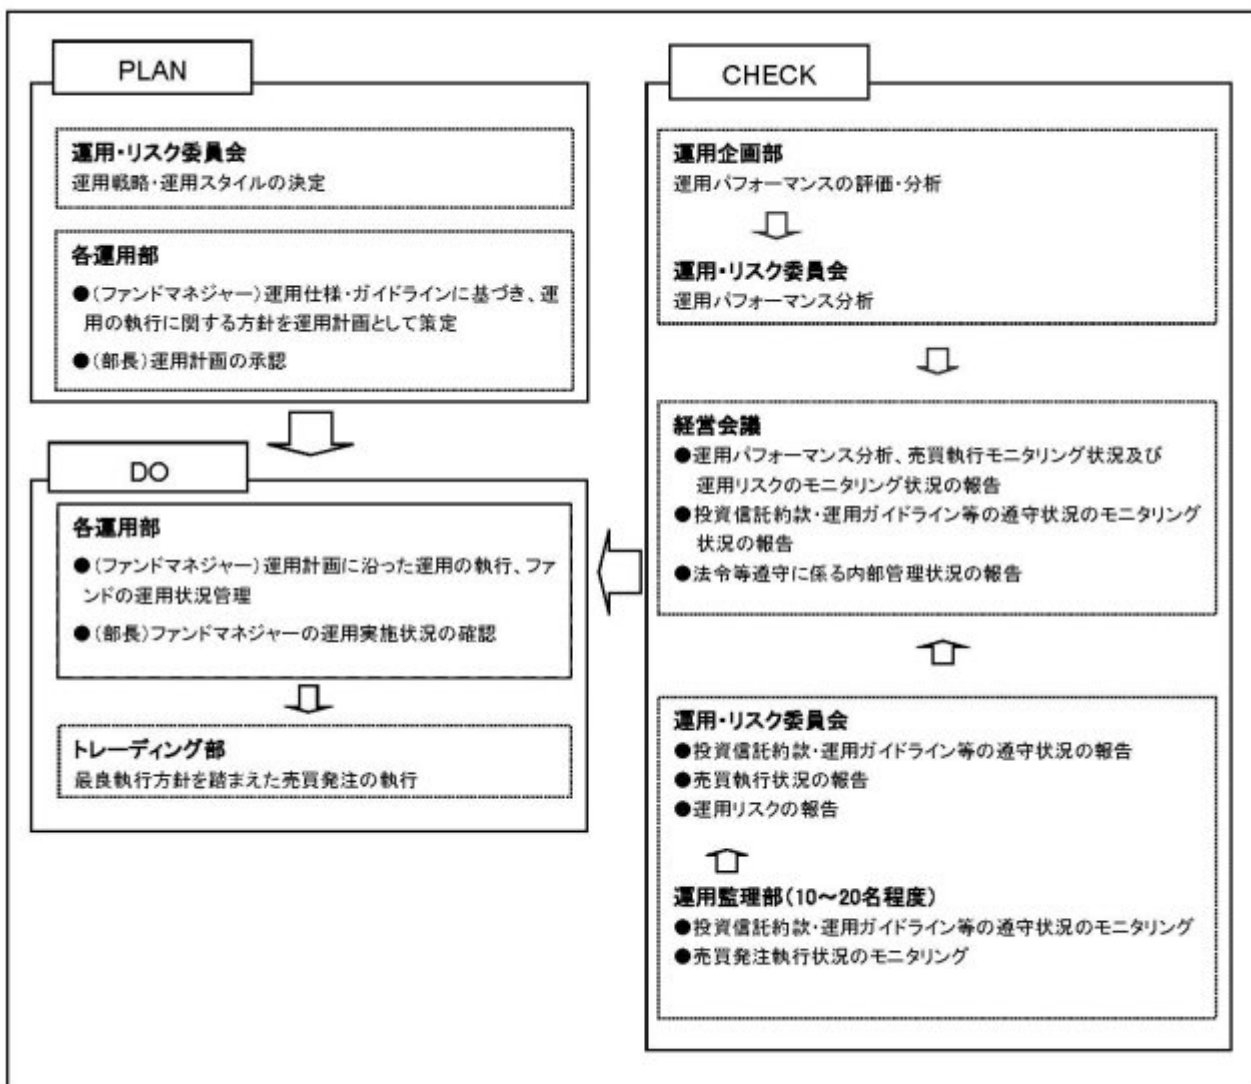 PLAN
運用・リスク委員会
運用戦略・運用スタイルの決定
各運用部
●(ファンドマネジャー)運用仕様・ガイドラインに基づき、運
用の執行に関する方針を運用計画として策定
●(部長)運用計画の承認
DO
各運用部
●(ファンドマネジャー)運用計画に沿った運用の執行、ファ
ンドの運用状況管理
●(部長)ファンドマネジャーの運用実施状況の確認
トレーディング部
最良執行方針を踏まえた売買発注の執行
CHECK
運用企画部
運用パフォーマンスの評価・分析
運用・リスク委員会
運用パフォーマンス分析
経営会議
●運用パフォーマンス分析、売買執行モニタリング状況及び
運用リスクのモニタリング状況の報告
●投資信託約款・運用ガイドライン等の遵守状況のモニタリング
状況の報告
●法令等遵守に係る内部管理状況の報告
運用・リスク委員会
●投資信託約款・運用ガイドライン等の遵守状況の報告
●売買執行状況の報告
●運用リスクの報告
運用監理部(10～20名程度)
●投資信託約款・運用ガイドライン等の遵守状況のモニタリング
●売買発注執行状況のモニタリング